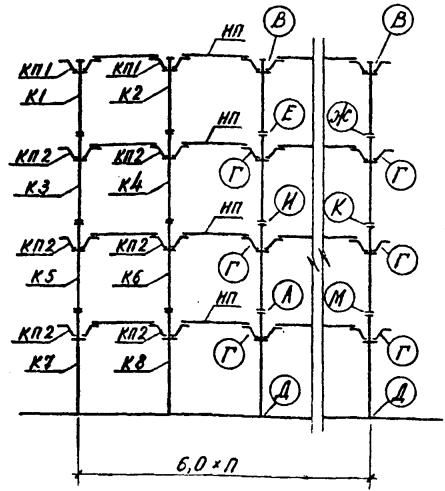 НП В В
КП1 КП1
К1 К2
Е Ж
НП
КП2 КП2 Г Г
К3 К4
И К
НП
КП2 КП2 Г Г
К5 К6
А М
НП
КП2 КП2 Г Г
К7 К8
Д Д
6,0×П